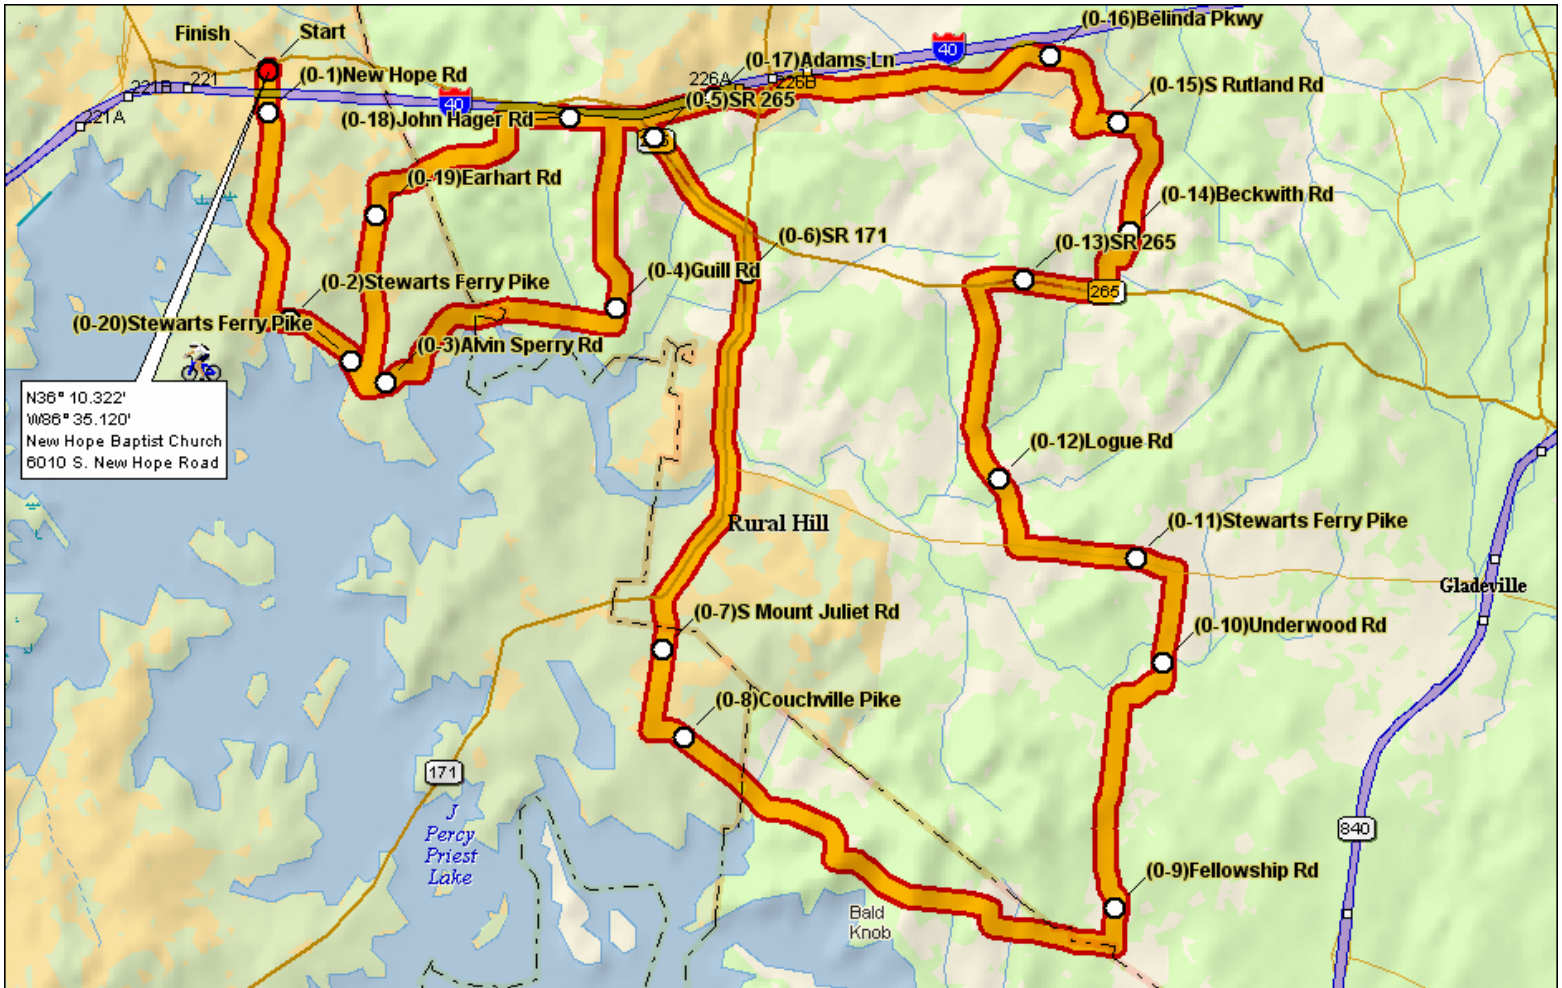 Finish
Start
(0-1)New Hope Rd
221B
221
221A
40
(0-18)John Hager Rd
226A
(0-17)Adams Ln
226B
(0-5)SR 265
40
(0-16)Belinda Pkwy
(0-15)S Rutland Rd
(0-19)Earhart Rd
(0-14)Beckwith Rd
(0-6)SR 171
(0-13)SR 265
265
(0-2)Stewarts Ferry Pike
(0-4)Guill Rd
(0-20)Stewarts Ferry Pike
(0-3)Alvin Sperry Rd
N36° 10.322'
W86° 35.120'
New Hope Baptist Church
6010 S. New Hope Road
(0-12)Logue Rd
(0-11)Stewarts Ferry Pike
Rural Hill
Gladeville
(0-7)S Mount Juliet Rd
(0-10)Underwood Rd
(0-8)Couchville Pike
171
J
Percy
Priest
Lake
840
(0-9)Fellowship Rd
Bald
Knob